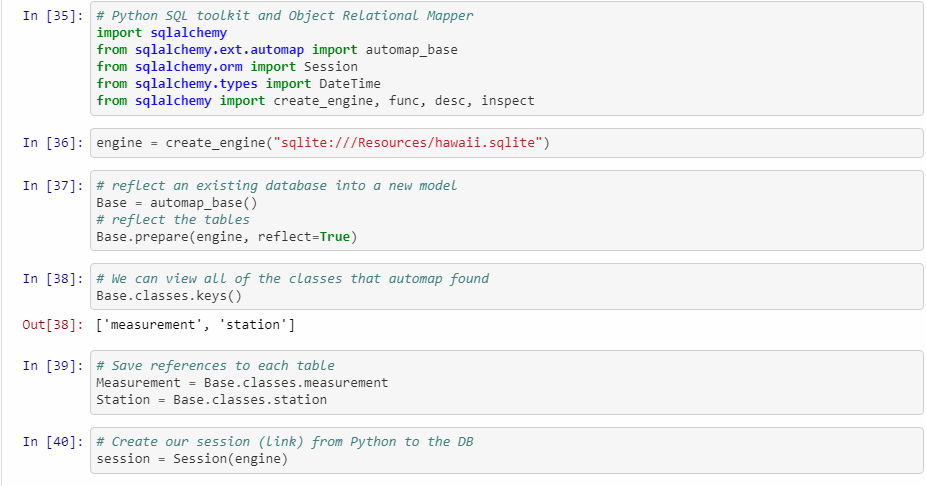 In [35]: # Python SQL toolkit and Object Relational Mapper
import sqlalchemy
from sqlalchemy.ext.automap import automap_base
from sqlalchemy.orm import Session
from sqlalchemy.types import DateTime
from sqlalchemy import create_engine, func, desc, inspect
In [36]: engine = create_engine("sqlite:///Resources/hawaii.sqlite")
In [37]: # reflect an existing database into a new model
Base = automap_base()
# reflect the tables
Base.prepare(engine, reflect=True)
In [38]: # We can view all of the classes that automap found
Base.classes.keys()
Out[38]: ['measurement', 'station']
In [39]: # Save references to each table
Measurement = Base.classes.measurement
Station = Base.classes.station
In [40]: # Create our session (link) from Python to the DB
session = Session(engine)